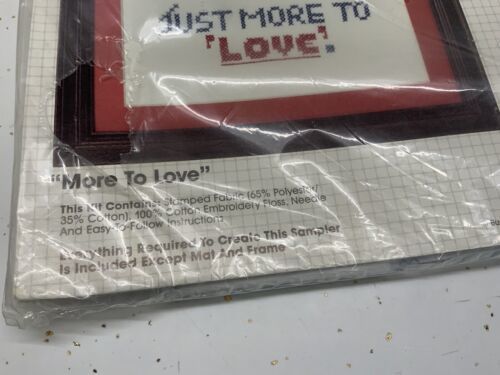 JUST MORE TO
'LOVE'.
"More To Love"
This Kit Contains: Stamped Fabric (65% Polyester/
35% Cotton), 100% Cotton Embroidery Floss, Needle
And Easy-To-Follow Instructions
Everything Required To Create This Sampler
Is Included Except Mat And Frame